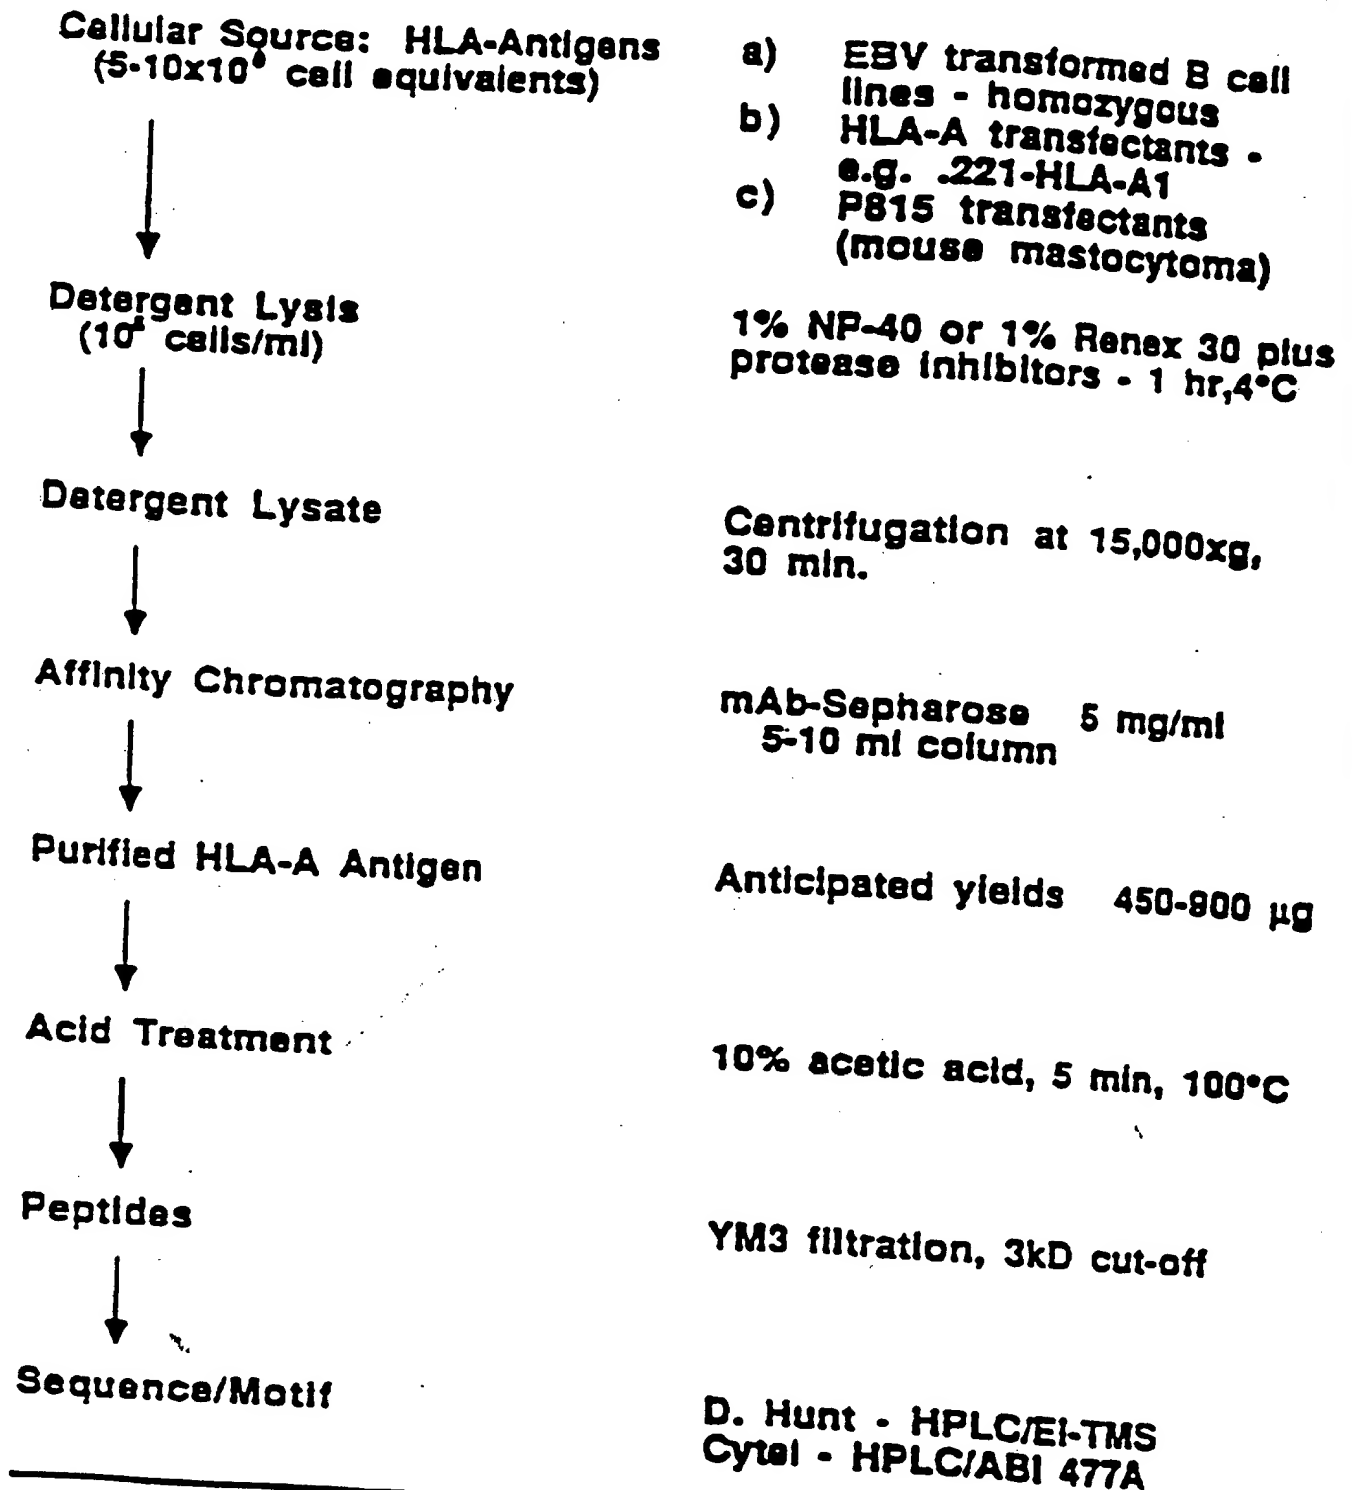 Cellular Source: HLA-Antigens
cell equivalents)
a) EBV transformed B cell
lines - homozygous
b) HLA-A transfectants -
e.g. .221-HLA-A1
c) P815 transfectants
(mouse mastocytoma)
Detergent Lysis
cells/ml)
1% NP-40 or 1% Renex 30 plus
protease inhibitors - 1 hr,4°C
Detergent Lysate
Centrifugation at 15,000xg,
30 min.
Affinity Chromatography
mAb-Sepharose 5 mg/ml
5-10 ml column
Purified HLA-A Antigen
Anticipated yields 450-900 µg
Acid Treatment
10% acetic acid, 5 min, 100°C
Peptides
YM3 filtration, 3kD cut-off
Sequence/Motif
D. Hunt - HPLC/EI-TMS
Cytel - HPLC/ABI 477A